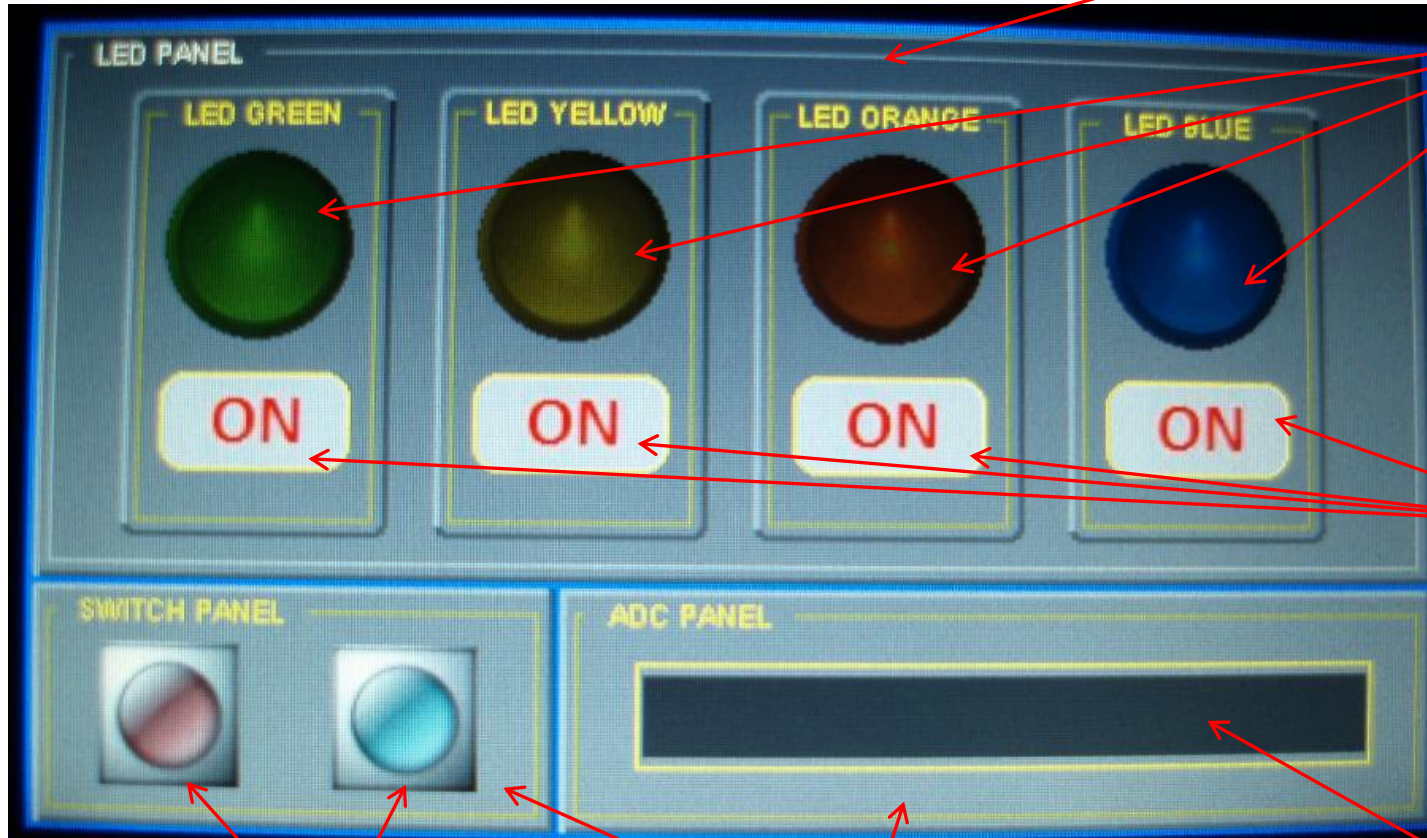 LED PANEL
LED GREEN LED YELLOW LED ORANGE LED BLUE
ON ON ON ON
SWITCH PANEL ADC PANEL